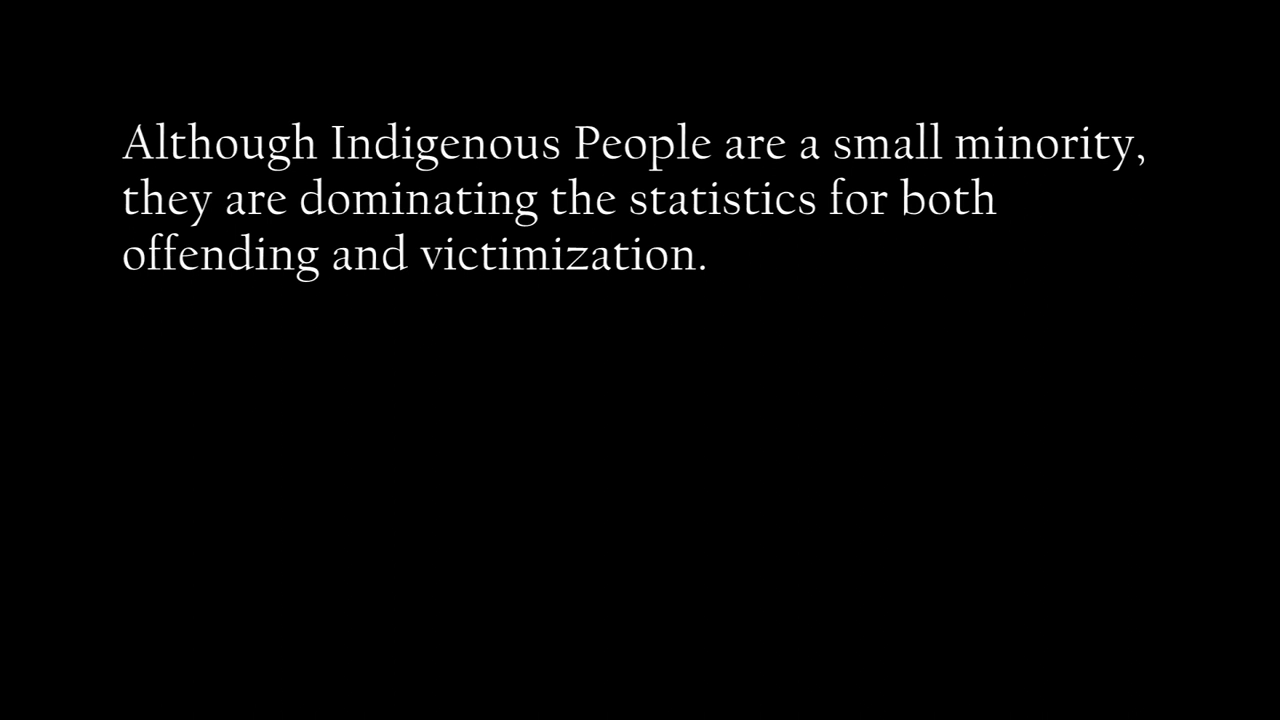 Although Indigenous People are a small minority,
they are dominating the statistics for both
offending and victimization.